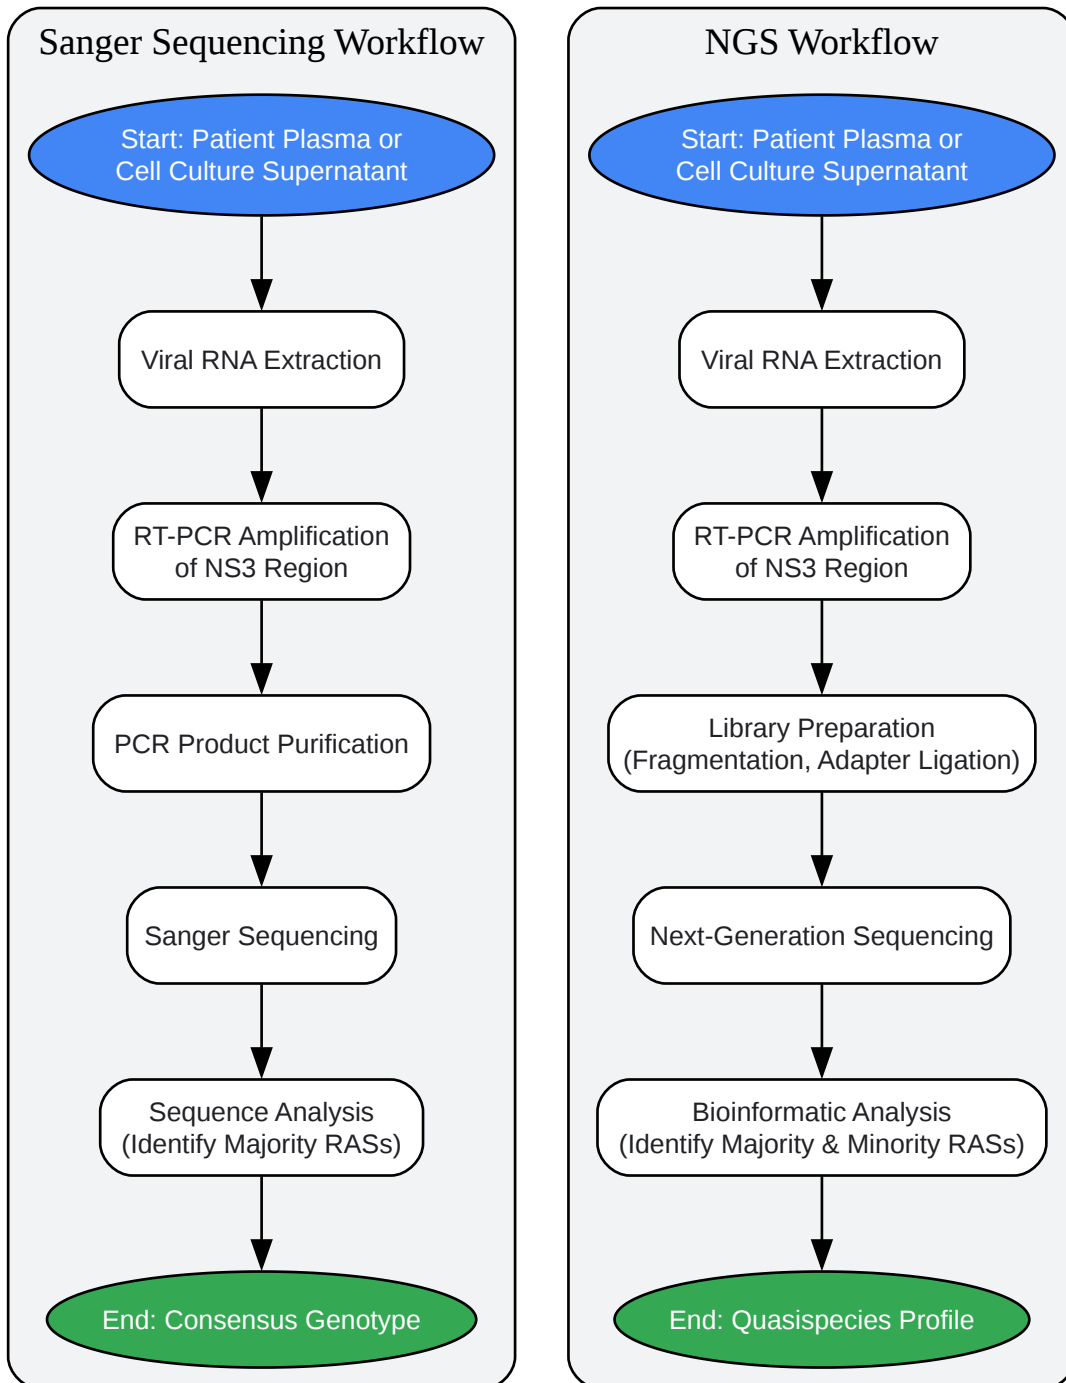 Sanger Sequencing Workflow
Start: Patient Plasma or
Cell Culture Supernatant
Viral RNA Extraction
RT-PCR Amplification
of NS3 Region
PCR Product Purification
Sanger Sequencing
Sequence Analysis
(Identify Majority RASs)
End: Consensus Genotype
NGS Workflow
Start: Patient Plasma or
Cell Culture Supernatant
Viral RNA Extraction
RT-PCR Amplification
of NS3 Region
Library Preparation
(Fragmentation, Adapter Ligation)
Next-Generation Sequencing
Bioinformatic Analysis
(Identify Majority & Minority RASs)
End: Quasispecies Profile